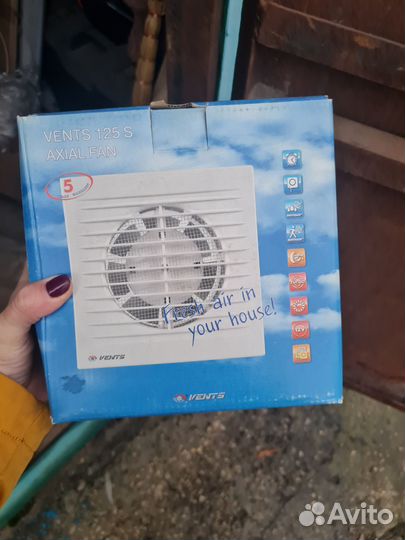 VENTS 125 S
AXIAL FAN
5
Fresh air in
your house!
VENTS
VENTS
Avito